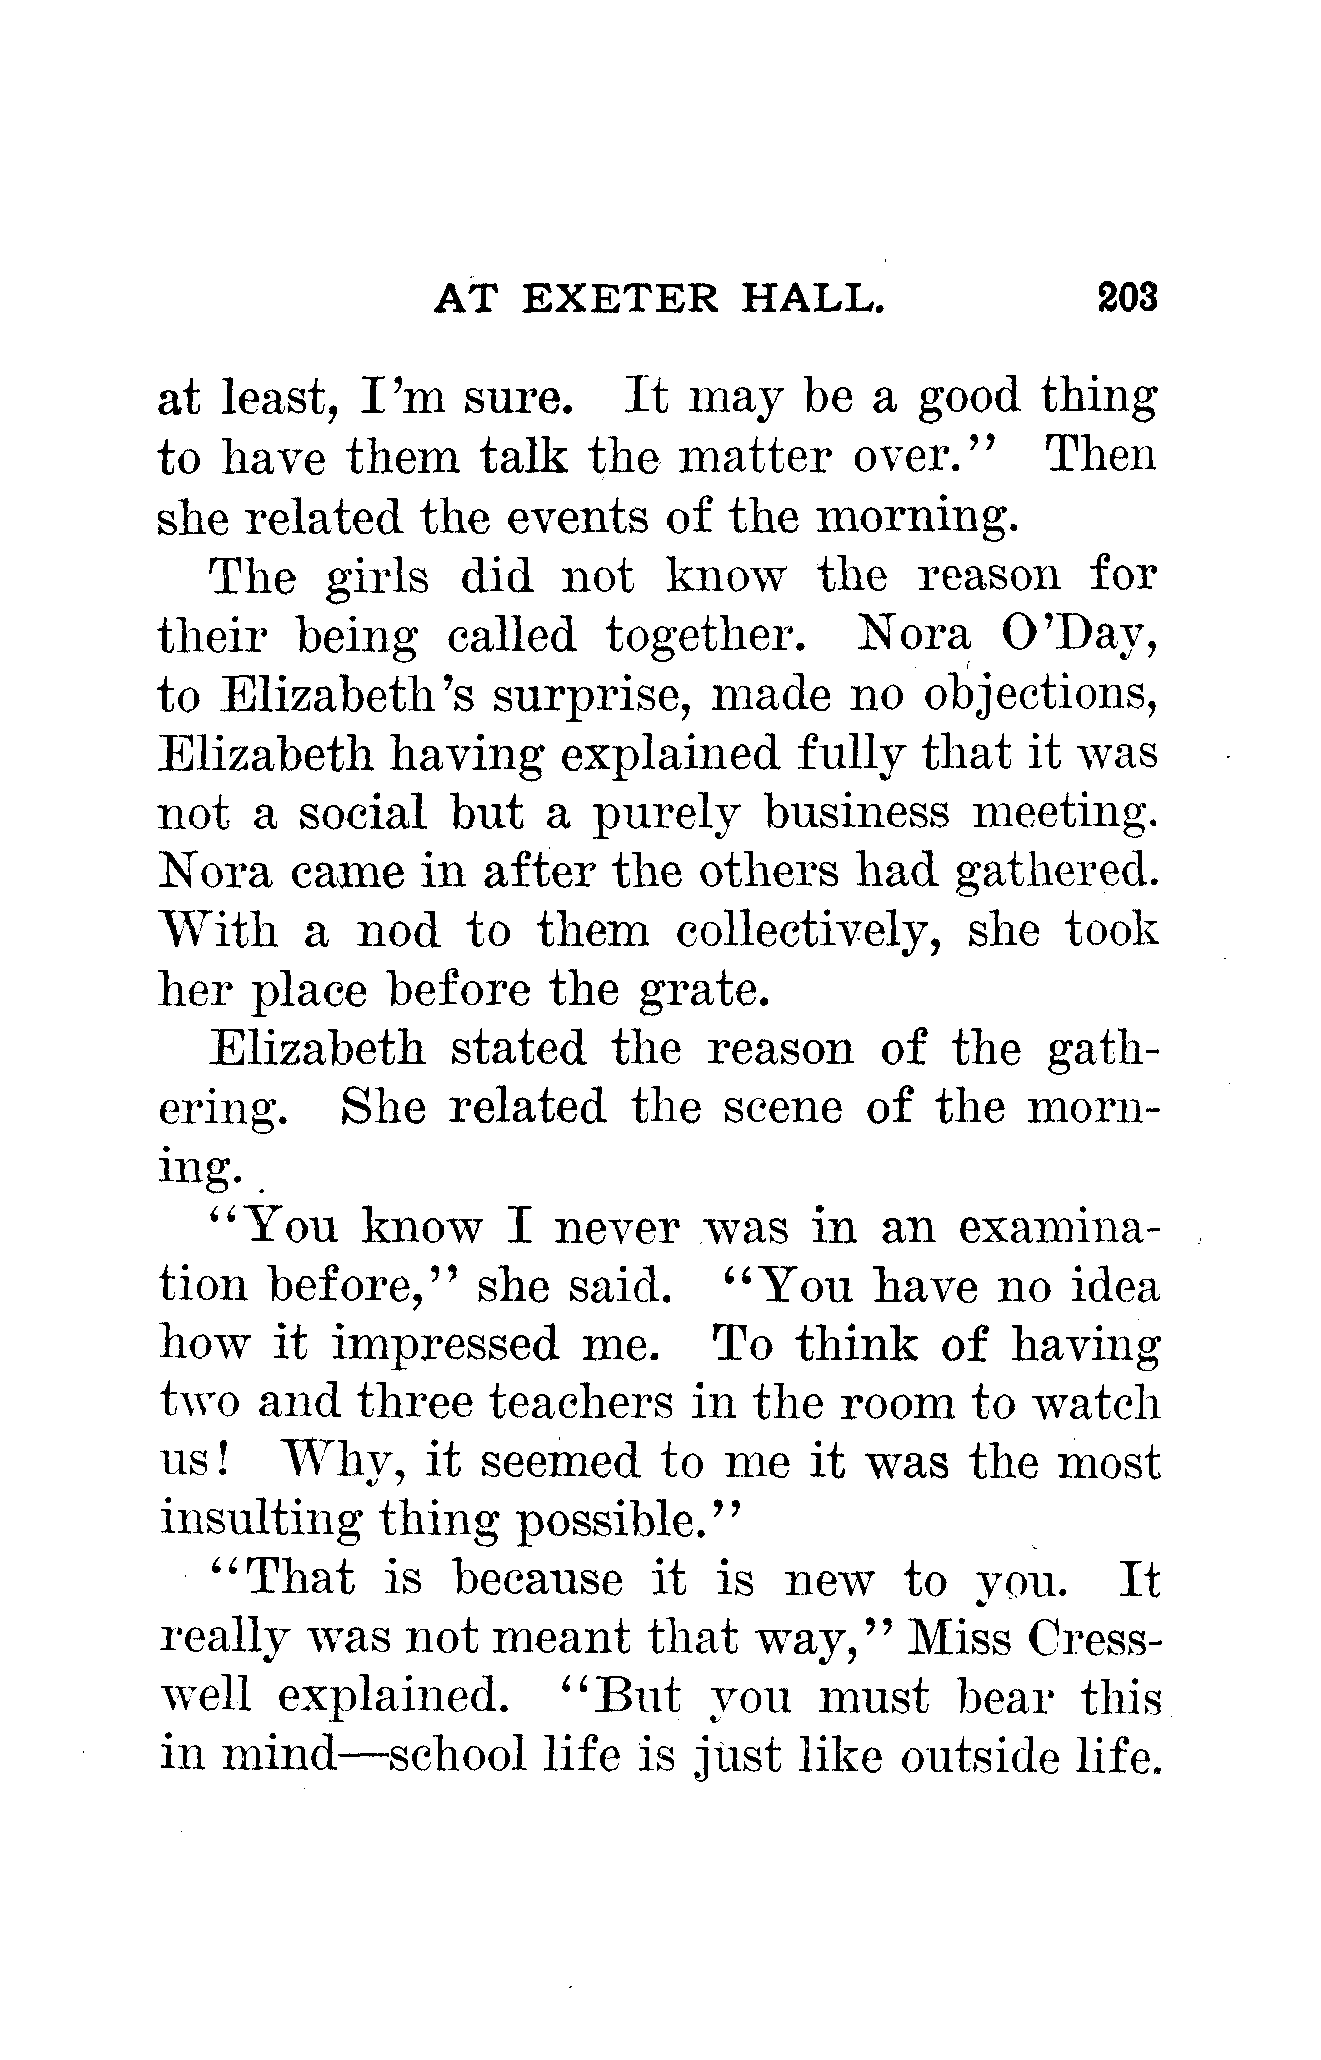 AT EXETER HALL. 203
at least, I'm sure. It may be a good thing
to have them talk the matter over." Then
she related the events of the morning.
The girls did not know the reason for
their being called together. Nora O'Day,
to Elizabeth's surprise, made no objections,
Elizabeth having explained fully that it was
not a social but a purely business meeting.
Nora came in after the others had gathered.
With a nod to them collectively, she took
her place before the grate.
Elizabeth stated the reason of the gath-
ering. She related the scene of the morn-
ing.
"You know I never was in an examina-
tion before," she said. "You have no idea
how it impressed me. To think of having
two and three teachers in the room to watch
us! Why, it seemed to me it was the most
insulting thing possible."
"That is because it is new to you. It
really was not meant that way," Miss Cress-
well explained. "But you must bear this
in mind—school life is just like outside life.